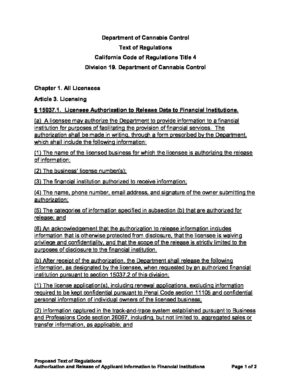 Department of Cannabis Control
Text of Regulations
California Code of Regulations Title 4
Division 19. Department of Cannabis Control
Chapter 1. All Licensees
Article 3. Licensing
§ 15037.1. Licensee Authorization to Release Data to Financial Institutions.
(a) A licensee may authorize the Department to provide information to a financial
institution for purposes of facilitating the provision of financial services. The
authorization shall be made in writing, through a form prescribed by the Department,
which shall include the following information:
(1) The name of the licensed business for which the licensee is authorizing the release
of information;
(2) The business' license number(s);
(3) The financial institution authorized to receive information;
(4) The name, phone number, email address, and signature of the owner submitting the
authorization;
(5) The categories of information specified in subsection (b) that are authorized for
release; and
(6) An acknowledgement that the authorization to release information includes
information that is otherwise protected from disclosure, that the licensee is waiving
privilege and confidentiality, and that the scope of the release is strictly limited to the
purposes of disclosure to the financial institution.
(b) After receipt of the authorization, the Department shall release the following
information, as designated by the licensee, when requested by an authorized financial
institution pursuant to section 15037.2 of this division:
(1) The license application(s), including renewal applications, excluding information
required to be kept confidential pursuant to Penal Code section 11105 and confidential
personal information of individual owners of the licensed business;
(2) Information captured in the track-and-trace system established pursuant to Business
and Professions Code section 26067, including, but not limited to, aggregated sales or
transfer information, as applicable; and
Proposed Text of Regulations
Authorization and Release of Applicant Information to Financial Institutions Page 1 of 2